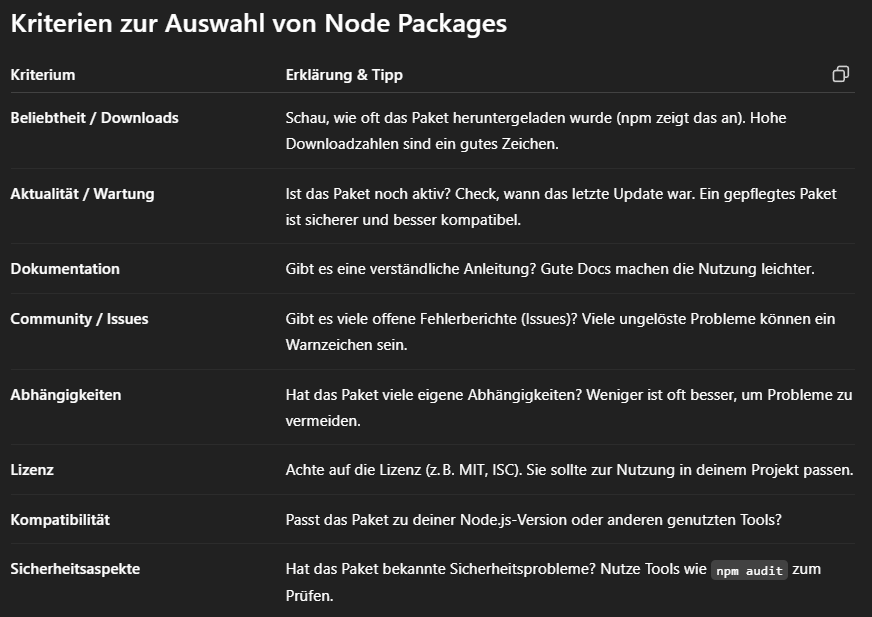 Kriterien zur Auswahl von Node Packages
Kriterium Erklärung & Tipp
Beliebtheit / Downloads Schau, wie oft das Paket heruntergeladen wurde (npm zeigt das an). Hohe
Downloadzahlen sind ein gutes Zeichen.
Aktualität / Wartung Ist das Paket noch aktiv? Check, wann das letzte Update war. Ein gepflegtes Paket
ist sicherer und besser kompatibel.
Dokumentation Gibt es eine verständliche Anleitung? Gute Docs machen die Nutzung leichter.
Community / Issues Gibt es viele offene Fehlerberichte (Issues)? Viele ungelöste Probleme können ein
Warnzeichen sein.
Abhängigkeiten Hat das Paket viele eigene Abhängigkeiten? Weniger ist oft besser, um Probleme zu
vermeiden.
Lizenz Achte auf die Lizenz (z. B. MIT, ISC). Sie sollte zur Nutzung in deinem Projekt passen.
Kompatibilität Passt das Paket zu deiner Node.js-Version oder anderen genutzten Tools?
Sicherheitsaspekte Hat das Paket bekannte Sicherheitsprobleme? Nutze Tools wie npm audit zum
Prüfen.